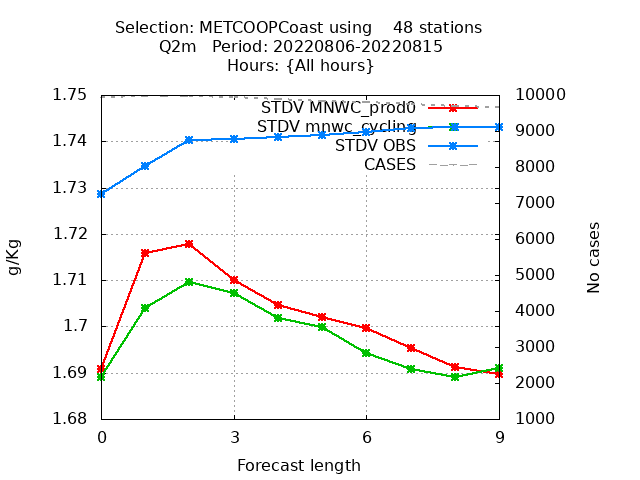 Selection: METCOOPCoast using    48 stations
Q2m   Period: 20220806-20220815
Hours: {All hours}
1.75
1.74
1.73
1.72
1.71
1.7
1.69
1.68
g/Kg
10000
9000
8000
7000
6000
5000
4000
3000
2000
1000
No cases
STDV MNWC_prod0
STDV mnwc_cycling
STDV OBS
CASES
0
3
6
9
Forecast length